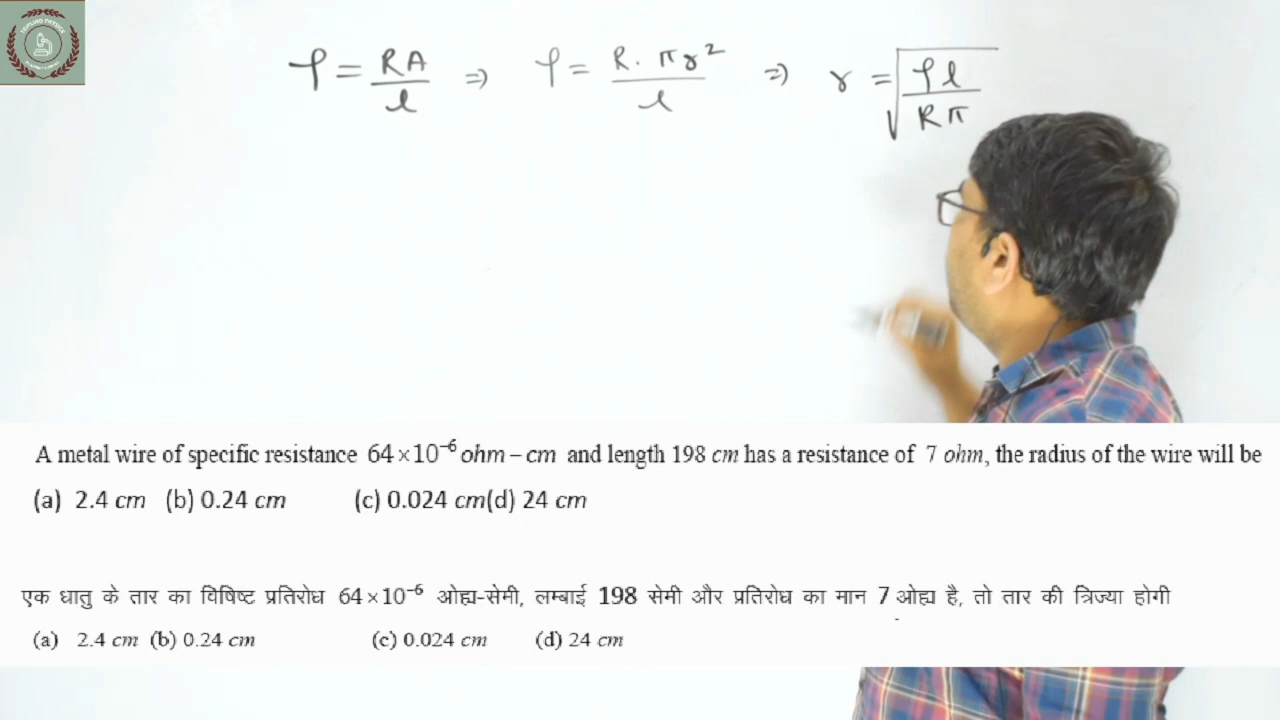 ρ = RA/l ⇒ ρ = R. πr²/l ⇒ r = √(ρl/Rπ)
A metal wire of specific resistance 64×10⁻⁶ ohm – cm and length 198 cm has a resistance of 7 ohm, the radius of the wire will be
(a) 2.4 cm (b) 0.24 cm (c) 0.024 cm(d) 24 cm
एक धातु के तार का विषिष्ट प्रतिरोध 64×10⁻⁶ ओह्म-सेमी, लम्बाई 198 सेमी और प्रतिरोध का मान 7 ओह्म है, तो तार की त्रिज्या होगी
(a) 2.4 cm (b) 0.24 cm (c) 0.024 cm (d) 24 cm